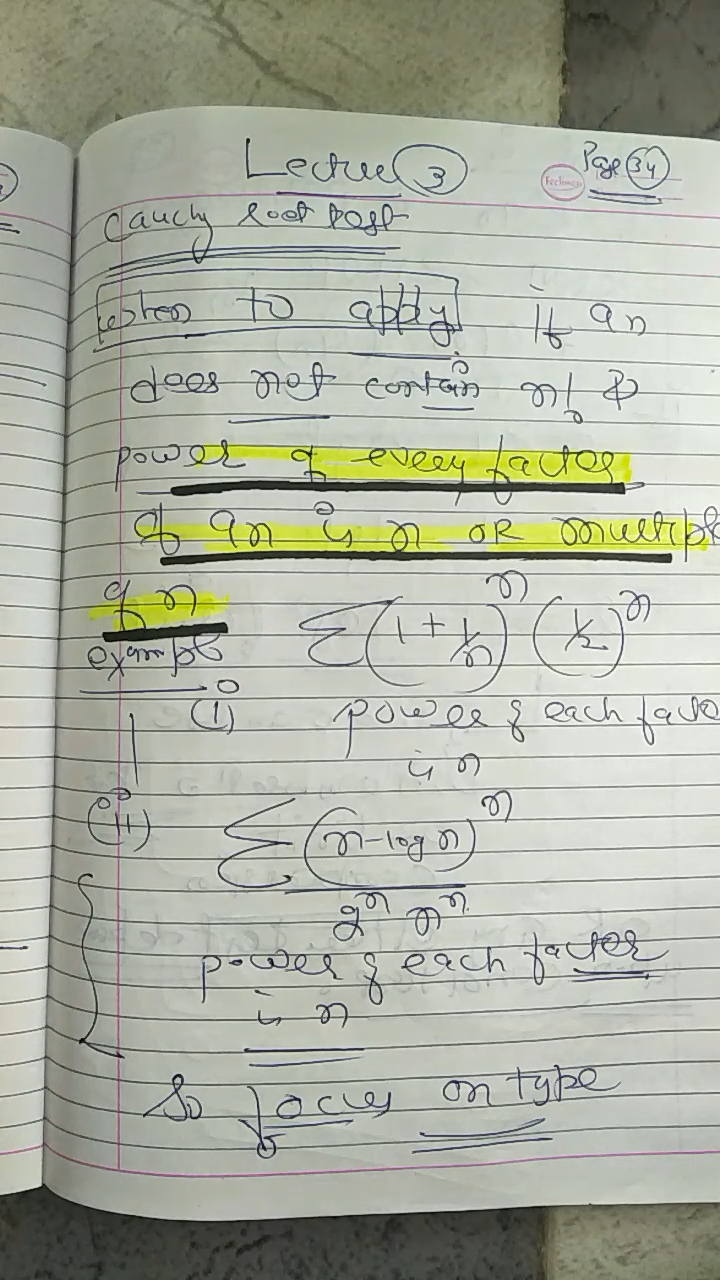 Lecture 3
Page 34
Cauchy root test
when to apply if an
does not contain n! &
power of every factor
of an is n OR multiple
of n
example
Σ(1 + 1/n)^n (1/2)^n
(i) power of each facto
is n
(ii) Σ (n-log n)^n
2^n n^n
power of each factor
is n
So focus on type